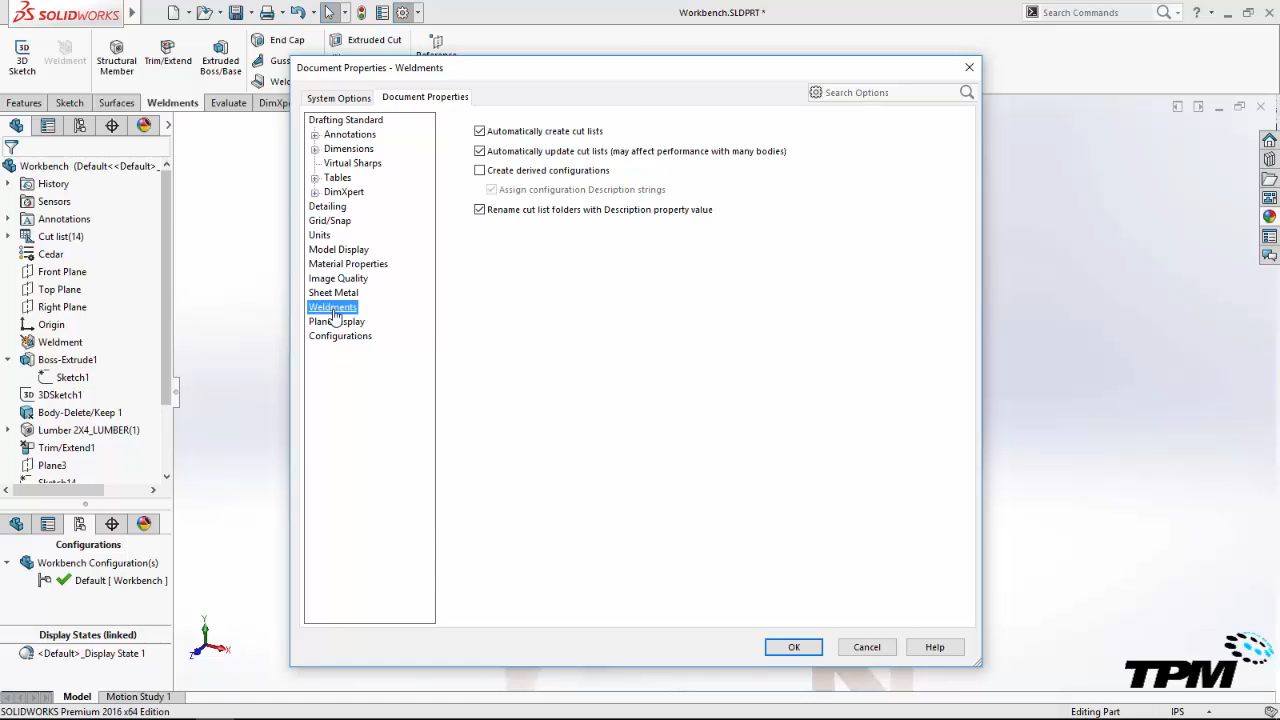 SOLIDWORKS
Workbench.SLDPRT *
Search Commands
3D Sketch
Weldment
Structural Member
Trim/Extend
Extruded Boss/Base
End Cap
Extruded Cut
Features
Sketch
Surfaces
Weldments
Evaluate
Workbench (Default<<Default>_
History
Sensors
Annotations
Cut list(14)
Cedar
Front Plane
Top Plane
Right Plane
Origin
Weldment
Boss-Extrude1
Sketch1
3D 3DSketch1
Body-Delete/Keep 1
Lumber 2X4_LUMBER(1)
Trim/Extend1
Plane3
Configurations
Workbench Configuration(s)
Default [ Workbench ]
Display States (linked)
<Default>_Display State 1
Document Properties - Weldments
System Options
Document Properties
Search Options
Drafting Standard
Annotations
Dimensions
Virtual Sharps
Tables
DimXpert
Detailing
Grid/Snap
Units
Model Display
Material Properties
Image Quality
Sheet Metal
Weldments
Plane Display
Configurations
Automatically create cut lists
Automatically update cut lists (may affect performance with many bodies)
Create derived configurations
Assign configuration Description strings
Rename cut list folders with Description property value
OK
Cancel
Help
Y
X
Z
TPM
Model
Motion Study 1
SOLIDWORKS Premium 2016 x64 Edition
Editing Part
IPS